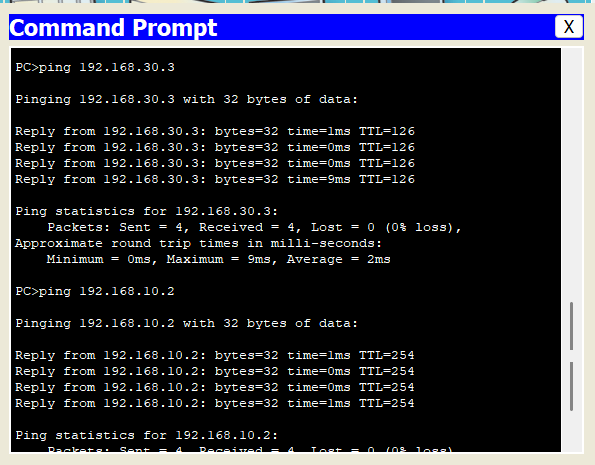 Command Prompt
X
PC>ping 192.168.30.3
Pinging 192.168.30.3 with 32 bytes of data:
Reply from 192.168.30.3: bytes=32 time=1ms TTL=126
Reply from 192.168.30.3: bytes=32 time=0ms TTL=126
Reply from 192.168.30.3: bytes=32 time=0ms TTL=126
Reply from 192.168.30.3: bytes=32 time=9ms TTL=126
Ping statistics for 192.168.30.3:
Packets: Sent = 4, Received = 4, Lost = 0 (0% loss),
Approximate round trip times in milli-seconds:
Minimum = 0ms, Maximum = 9ms, Average = 2ms
PC>ping 192.168.10.2
Pinging 192.168.10.2 with 32 bytes of data:
Reply from 192.168.10.2: bytes=32 time=1ms TTL=254
Reply from 192.168.10.2: bytes=32 time=0ms TTL=254
Reply from 192.168.10.2: bytes=32 time=0ms TTL=254
Reply from 192.168.10.2: bytes=32 time=1ms TTL=254
Ping statistics for 192.168.10.2:
Packets: Sent = 4, Received = 4, Lost = 0 (0% loss),